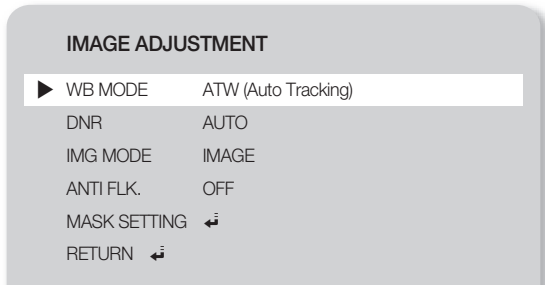 IMAGE ADJUSTMENT
▶ WB MODE ATW (Auto Tracking)
DNR AUTO
IMG MODE IMAGE
ANTI FLK. OFF
MASK SETTING ↵
RETURN ↵